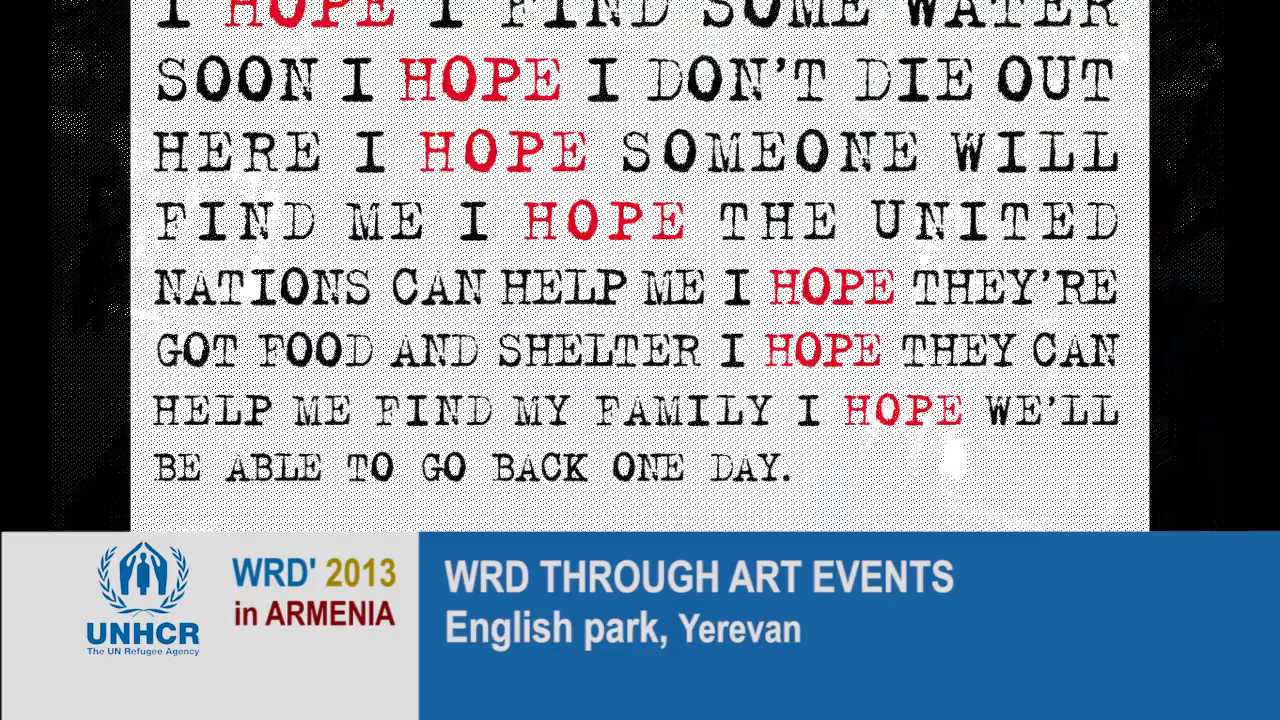 I HOPE I FIND SOME WATER
SOON I HOPE I DON'T DIE OUT
HERE I HOPE SOMEONE WILL
FIND ME I HOPE THE UNITED
NATIONS CAN HELP ME I HOPE THEY'RE
GOT FOOD AND SHELTER I HOPE THEY CAN
HELP ME FIND MY FAMILY I HOPE WE'LL
BE ABLE TO GO BACK ONE DAY.
UNHCR
The UN Refugee Agency
WRD' 2013
in ARMENIA
WRD THROUGH ART EVENTS
English park, Yerevan